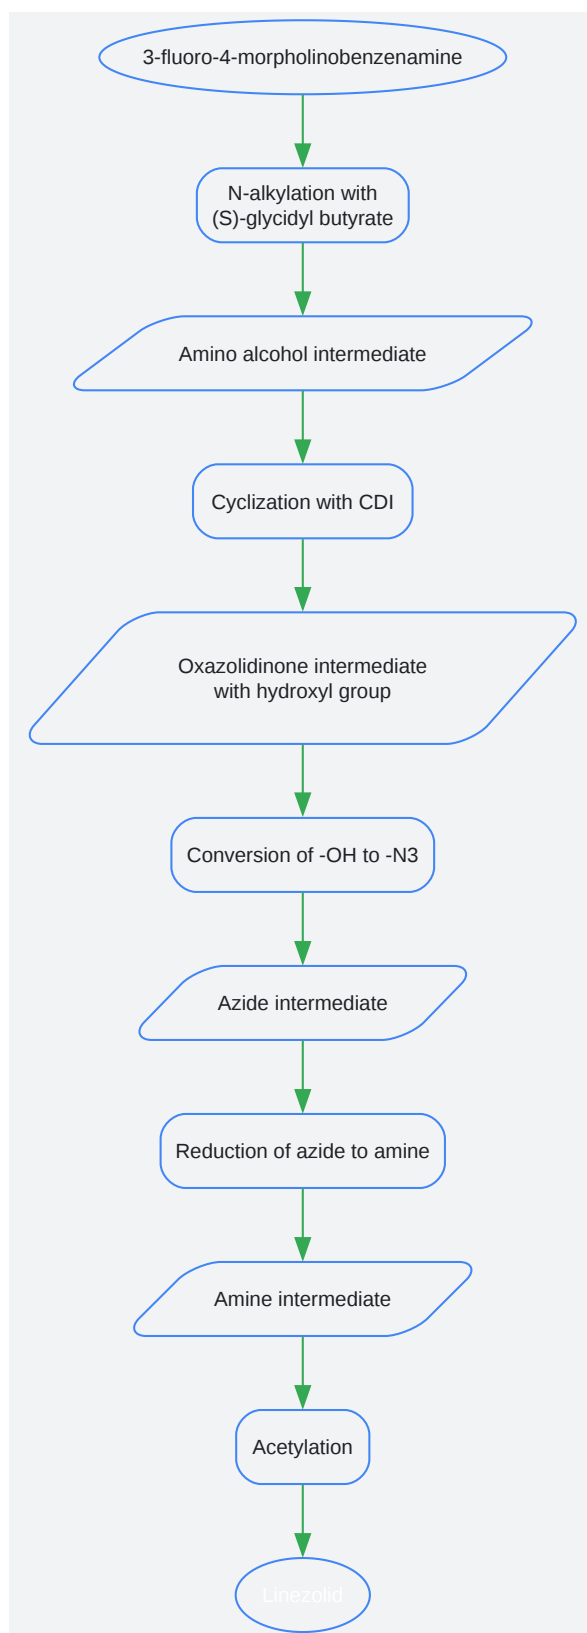 3-fluoro-4-morpholinobenzenamine
N-alkylation with
(S)-glycidyl butyrate
Amino alcohol intermediate
Cyclization with CDI
Oxazolidinone intermediate
with hydroxyl group
Conversion of -OH to -N3
Azide intermediate
Reduction of azide to amine
Amine intermediate
Acetylation
Linezolid